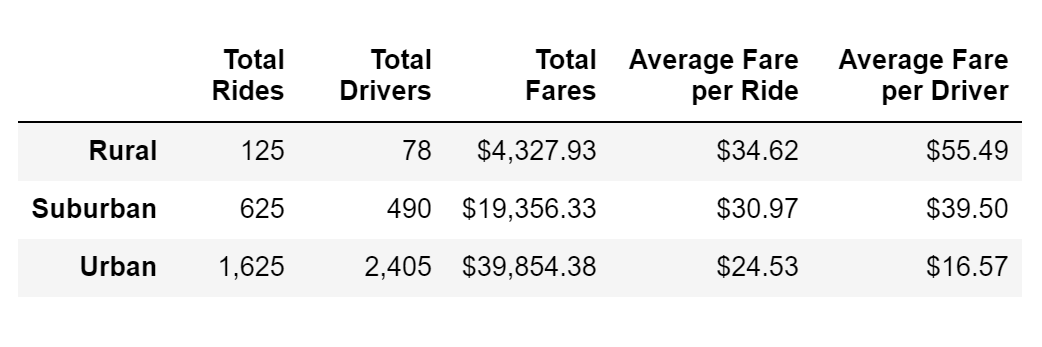 Total Total Total Average Fare Average Fare
Rides Drivers Fares per Ride per Driver
Rural 125 78 $4,327.93 $34.62 $55.49
Suburban 625 490 $19,356.33 $30.97 $39.50
Urban 1,625 2,405 $39,854.38 $24.53 $16.57